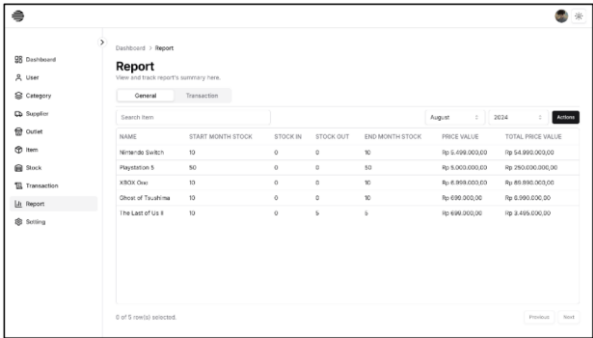 Dashboard > Report
Report
View and track report's summary here.
General Transaction
Search Item August 2024 Actions
NAME START MONTH STOCK STOCK IN STOCK OUT END MONTH STOCK PRICE VALUE TOTAL PRICE VALUE
Nintendo Switch 10 0 0 10 Rp 5.499.000,00 Rp 54.990.000,00
Playstation 5 50 0 0 50 Rp 5.000.000,00 Rp 250.000.000,00
XBOX One 10 0 0 10 Rp 6.999.000,00 Rp 69.990.000,00
Ghost of Tsushima 10 0 0 10 Rp 699.000,00 Rp 6.990.000,00
The Last of Us II 10 0 5 5 Rp 699.000,00 Rp 3.495.000,00
0 of 5 row(s) selected.
Previous Next
Dashboard
User
Category
Supplier
Outlet
Item
Stock
Transaction
Report
Setting